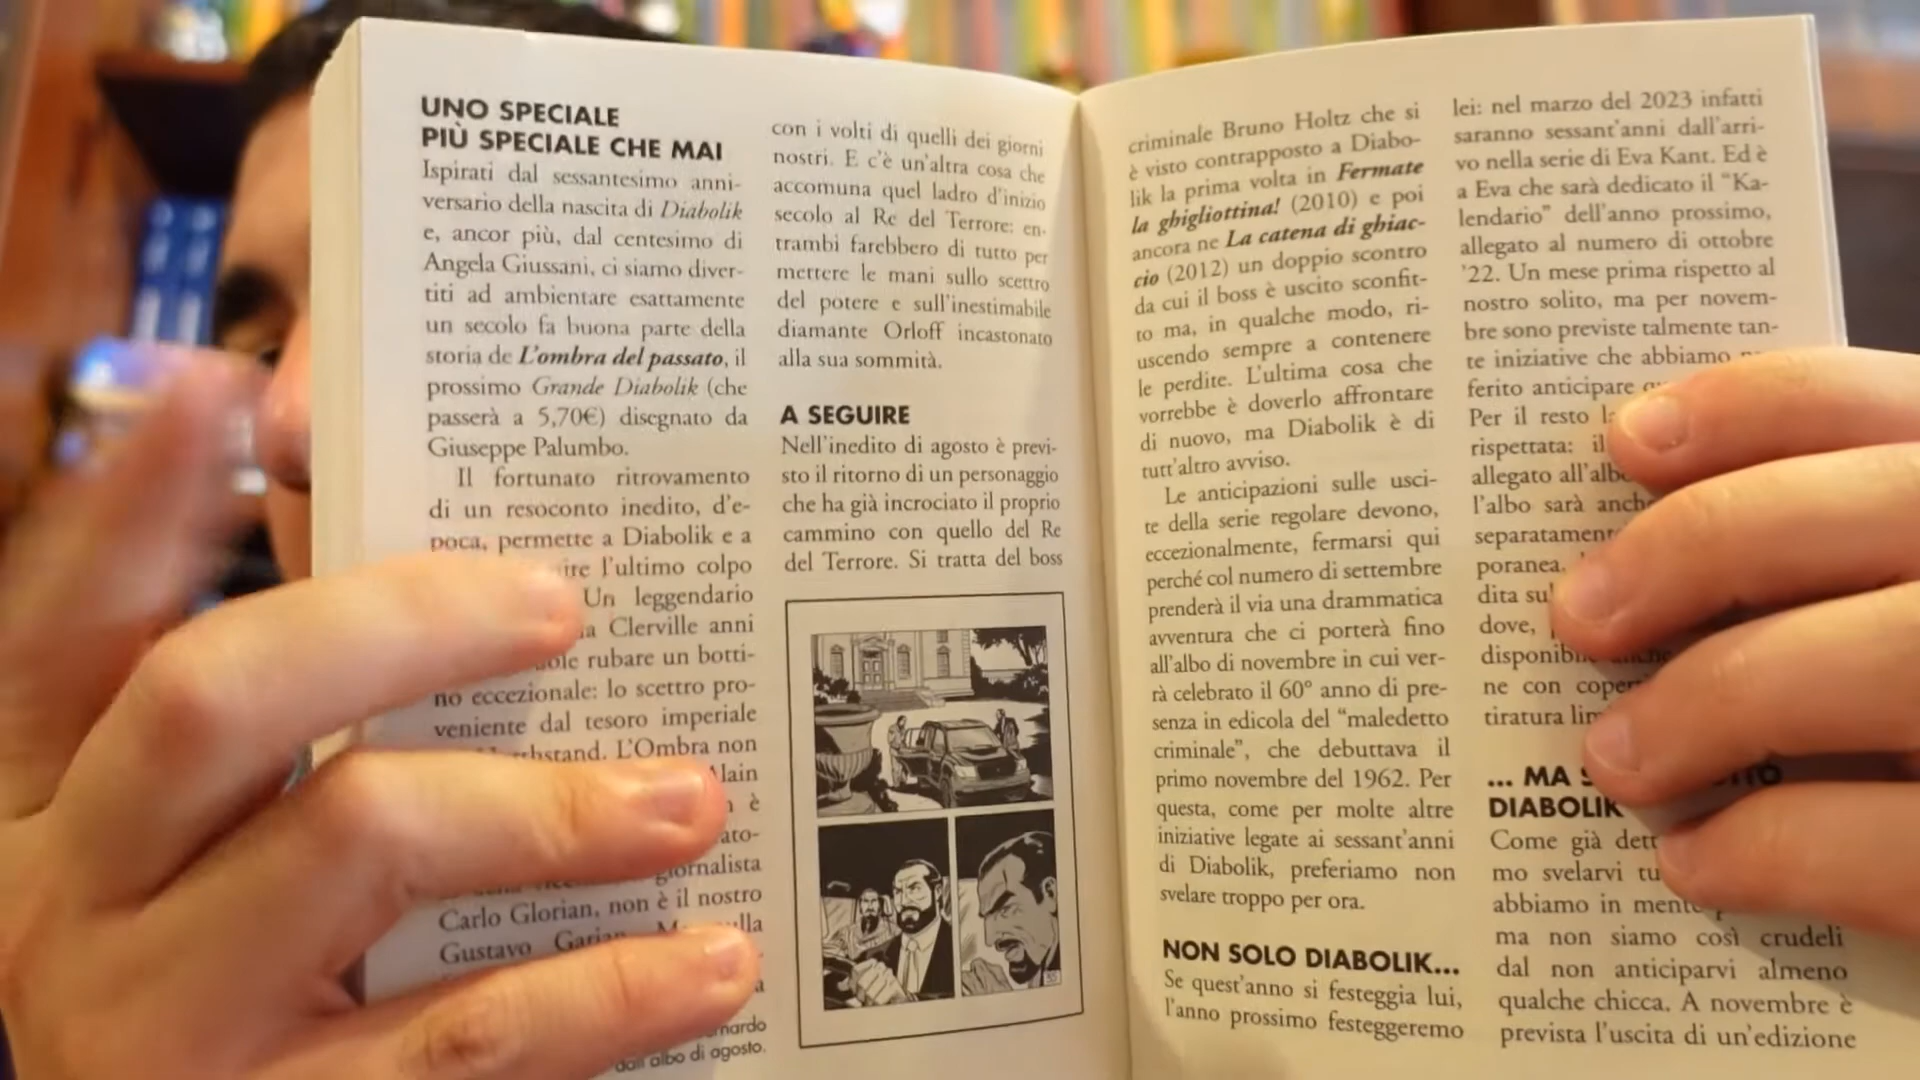 UNO SPECIALE
PIÙ SPECIALE CHE MAI
Ispirati dal sessantesimo anni-
versario della nascita di Diabolik
e, ancor più, dal centesimo di
Angela Giussani, ci siamo diver-
titi ad ambientare esattamente
un secolo fa buona parte della
storia de L'ombra del passato, il
prossimo Grande Diabolik (che
passerà a 5,70€) disegnato da
Giuseppe Palumbo.
Il fortunato ritrovamento
di un resoconto inedito, d'e-
poca, permette a Diabolik e a
l'ultimo colpo
Un leggendario
Clerville anni
rubare un botti-
no eccezionale: lo scettro pro-
veniente dal tesoro imperiale
L'Ombra non
è
giornalista
Carlo Glorian, non è il nostro
Gustavo
dall'albo di agosto.
con i volti di quelli dei giorni
nostri. E c'è un'altra cosa che
accomuna quel ladro d'inizio
secolo al Re del Terrore: en-
trambi farebbero di tutto per
mettere le mani sullo scettro
del potere e sull'inestimabile
diamante Orloff incastonato
alla sua sommità.
A SEGUIRE
Nell'inedito di agosto è previ-
sto il ritorno di un personaggio
che ha già incrociato il proprio
cammino con quello del Re
del Terrore. Si tratta del boss
criminale Bruno Holtz che si
è visto contrapposto a Diabo-
lik la prima volta in Fermate
la ghigliottina! (2010) e poi
ancora ne La catena di ghiac-
cio (2012) un doppio scontro
da cui il boss è uscito sconfit-
to ma, in qualche modo, ri-
uscendo sempre a contenere
le perdite. L'ultima cosa che
vorrebbe è doverlo affrontare
di nuovo, ma Diabolik è di
tutt'altro avviso.
Le anticipazioni sulle usci-
te della serie regolare devono,
eccezionalmente, fermarsi qui
perché col numero di settembre
prenderà il via una drammatica
avventura che ci porterà fino
all'albo di novembre in cui ver-
rà celebrato il 60° anno di pre-
senza in edicola del "maledetto
criminale", che debuttava il
primo novembre del 1962. Per
questa, come per molte altre
iniziative legate ai sessant'anni
di Diabolik, preferiamo non
svelare troppo per ora.
NON SOLO DIABOLIK...
Se quest'anno si festeggia lui,
l'anno prossimo festeggeremo
lei: nel marzo del 2023 infatti
saranno sessant'anni dall'arri-
vo nella serie di Eva Kant. Ed è
a Eva che sarà dedicato il "Ka-
lendario" dell'anno prossimo,
allegato al numero di ottobre
'22. Un mese prima rispetto al
nostro solito, ma per novem-
bre sono previste talmente tan-
te iniziative che abbiamo
ferito anticipare
Per il resto
rispettata: il
allegato
l'albo sarà
poranea.
dita
dove,
ne con
tiratura
... MA
DIABOLIK
Come già
mo svelarvi
abbiamo in mente
ma non siamo così crudeli
dal non anticiparvi almeno
qualche chicca. A novembre è
prevista l'uscita di un'edizione